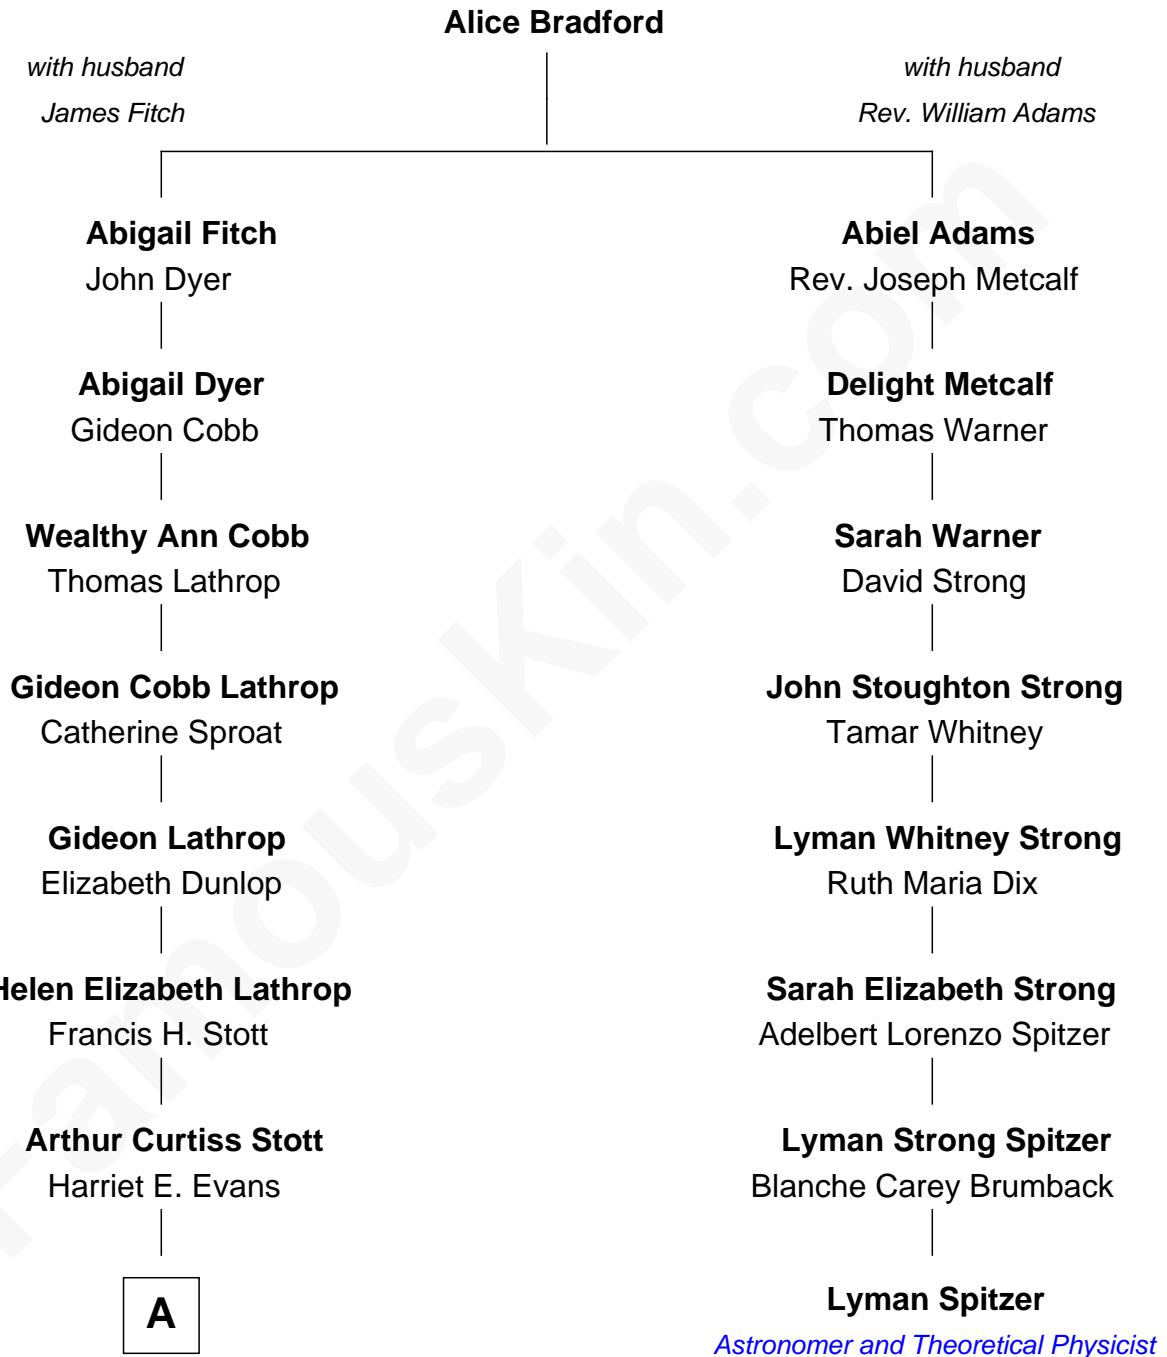 Alice Bradford
with husband
James Fitch
with husband
Rev. William Adams
Abigail Fitch
John Dyer
Abiel Adams
Rev. Joseph Metcalf
Abigail Dyer
Gideon Cobb
Delight Metcalf
Thomas Warner
Wealthy Ann Cobb
Thomas Lathrop
Sarah Warner
David Strong
Gideon Cobb Lathrop
Catherine Sproat
John Stoughton Strong
Tamar Whitney
Gideon Lathrop
Elizabeth Dunlop
Lyman Whitney Strong
Ruth Maria Dix
Helen Elizabeth Lathrop
Francis H. Stott
Sarah Elizabeth Strong
Adelbert Lorenzo Spitzer
Arthur Curtiss Stott
Harriet E. Evans
Lyman Strong Spitzer
Blanche Carey Brumback
A
Lyman Spitzer
Astronomer and Theoretical Physicist
FamousKin.com